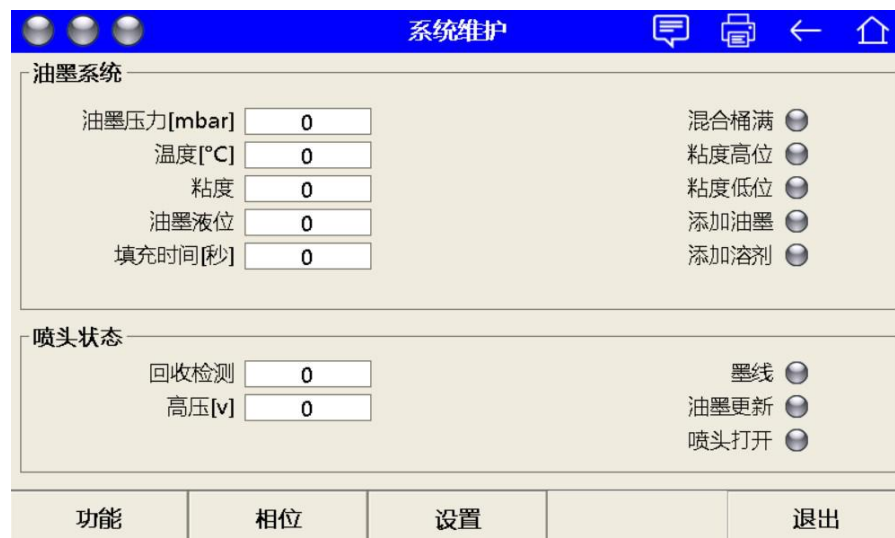 系统维护
油墨系统
油墨压力[mbar] 0 混合桶满
温度[°C] 0 粘度高位
粘度 0 粘度低位
油墨液位 0 添加油墨
填充时间[秒] 0 添加溶剂
喷头状态
回收检测 0 墨线
高压[v] 0 油墨更新
喷头打开
功能 相位 设置 退出